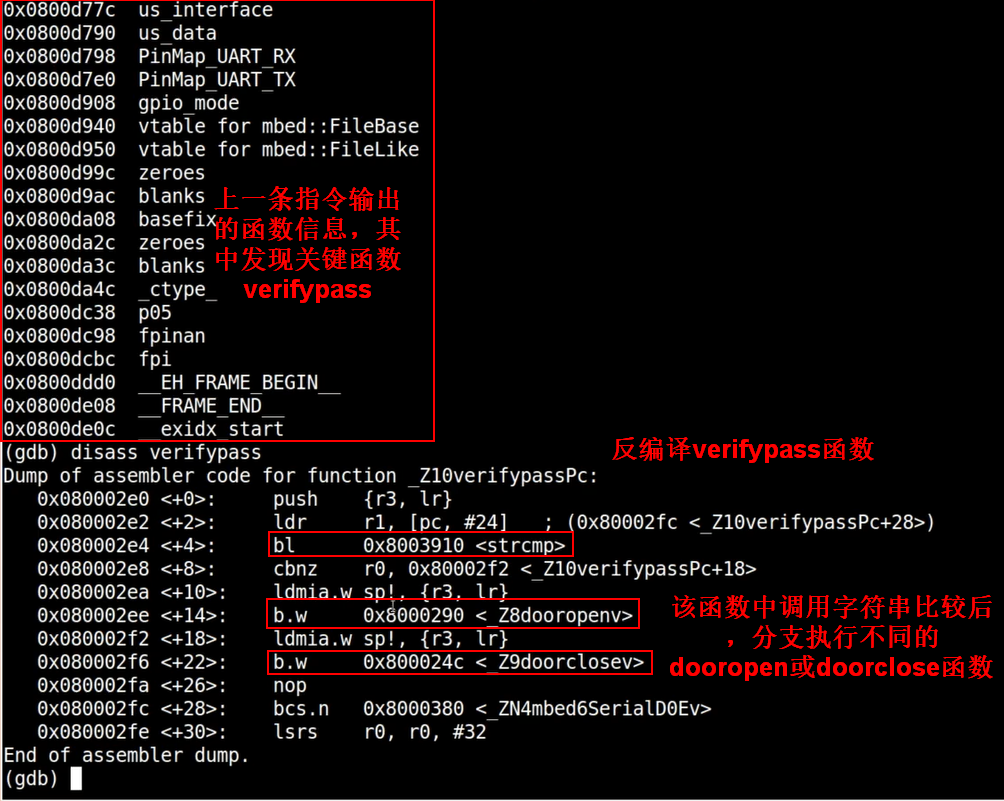 0x0800d77c  us_interface
0x0800d790  us_data
0x0800d798  PinMap_UART_RX
0x0800d7e0  PinMap_UART_TX
0x0800d908  gpio_mode
0x0800d940  vtable for mbed::FileBase
0x0800d950  vtable for mbed::FileLike
0x0800d99c  zeroes
0x0800d9ac  blanks
0x0800da08  basefix
0x0800da2c  zeroes
0x0800da3c  blanks
0x0800da4c  _ctype_
0x0800dc38  p05
0x0800dc98  fpinan
0x0800dcbc  fpi
0x0800ddd0  __EH_FRAME_BEGIN__
0x0800de08  __FRAME_END__
0x0800de0c  __exidx_start
上一条指令输出
的函数信息，其
中发现关键函数
verifypass
(gdb) disass verifypass
反编译verifypass函数
Dump of assembler code for function _Z10verifypassPc:
0x080002e0 <+0>:     push    {r3, lr}
0x080002e2 <+2>:     ldr     r1, [pc, #24]   ; (0x80002fc <_Z10verifypassPc+28>)
0x080002e4 <+4>:     bl      0x8003910 <strcmp>
0x080002e8 <+8>:     cbnz    r0, 0x80002f2 <_Z10verifypassPc+18>
0x080002ea <+10>:    ldmia.w sp!, {r3, lr}
0x080002ee <+14>:    b.w     0x8000290 <_Z8dooropenv>
0x080002f2 <+18>:    ldmia.w sp!, {r3, lr}
0x080002f6 <+22>:    b.w     0x800024c <_Z9doorclosev>
0x080002fa <+26>:    nop
0x080002fc <+28>:    bcs.n   0x8000380 <_ZN4mbed6SerialD0Ev>
0x080002fe <+30>:    lsrs    r0, r0, #32
End of assembler dump.
(gdb)
该函数中调用字符串比较后
，分支执行不同的
dooropen或doorclose函数